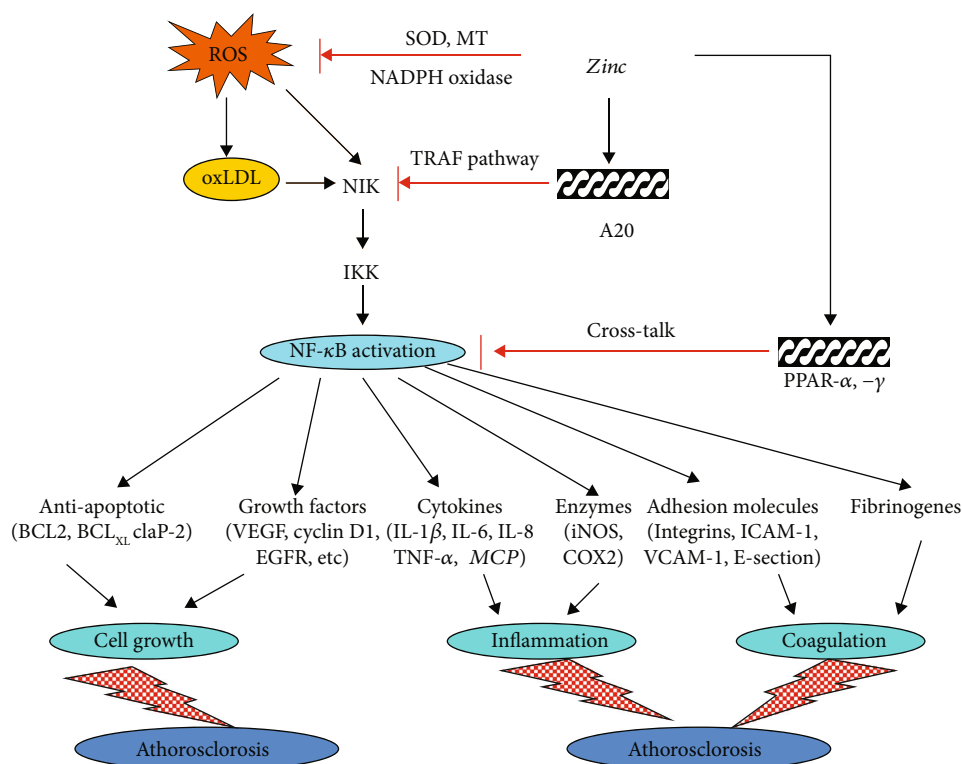 ROS
SOD, MT
NADPH oxidase
Zinc
oxLDL
NIK
TRAF pathway
A20
IKK
NF-κB activation
Cross-talk
PPAR-α, –γ
Anti-apoptotic
(BCL2, BCLXL claP-2)
Growth factors
(VEGF, cyclin D1,
EGFR, etc)
Cytokines
(IL-1β, IL-6, IL-8
TNF-α, MCP)
Enzymes
(iNOS,
COX2)
Adhesion molecules
(Integrins, ICAM-1,
VCAM-1, E-section)
Fibrinogenes
Cell growth
Inflammation
Coagulation
Athorosclorosis
Athorosclorosis